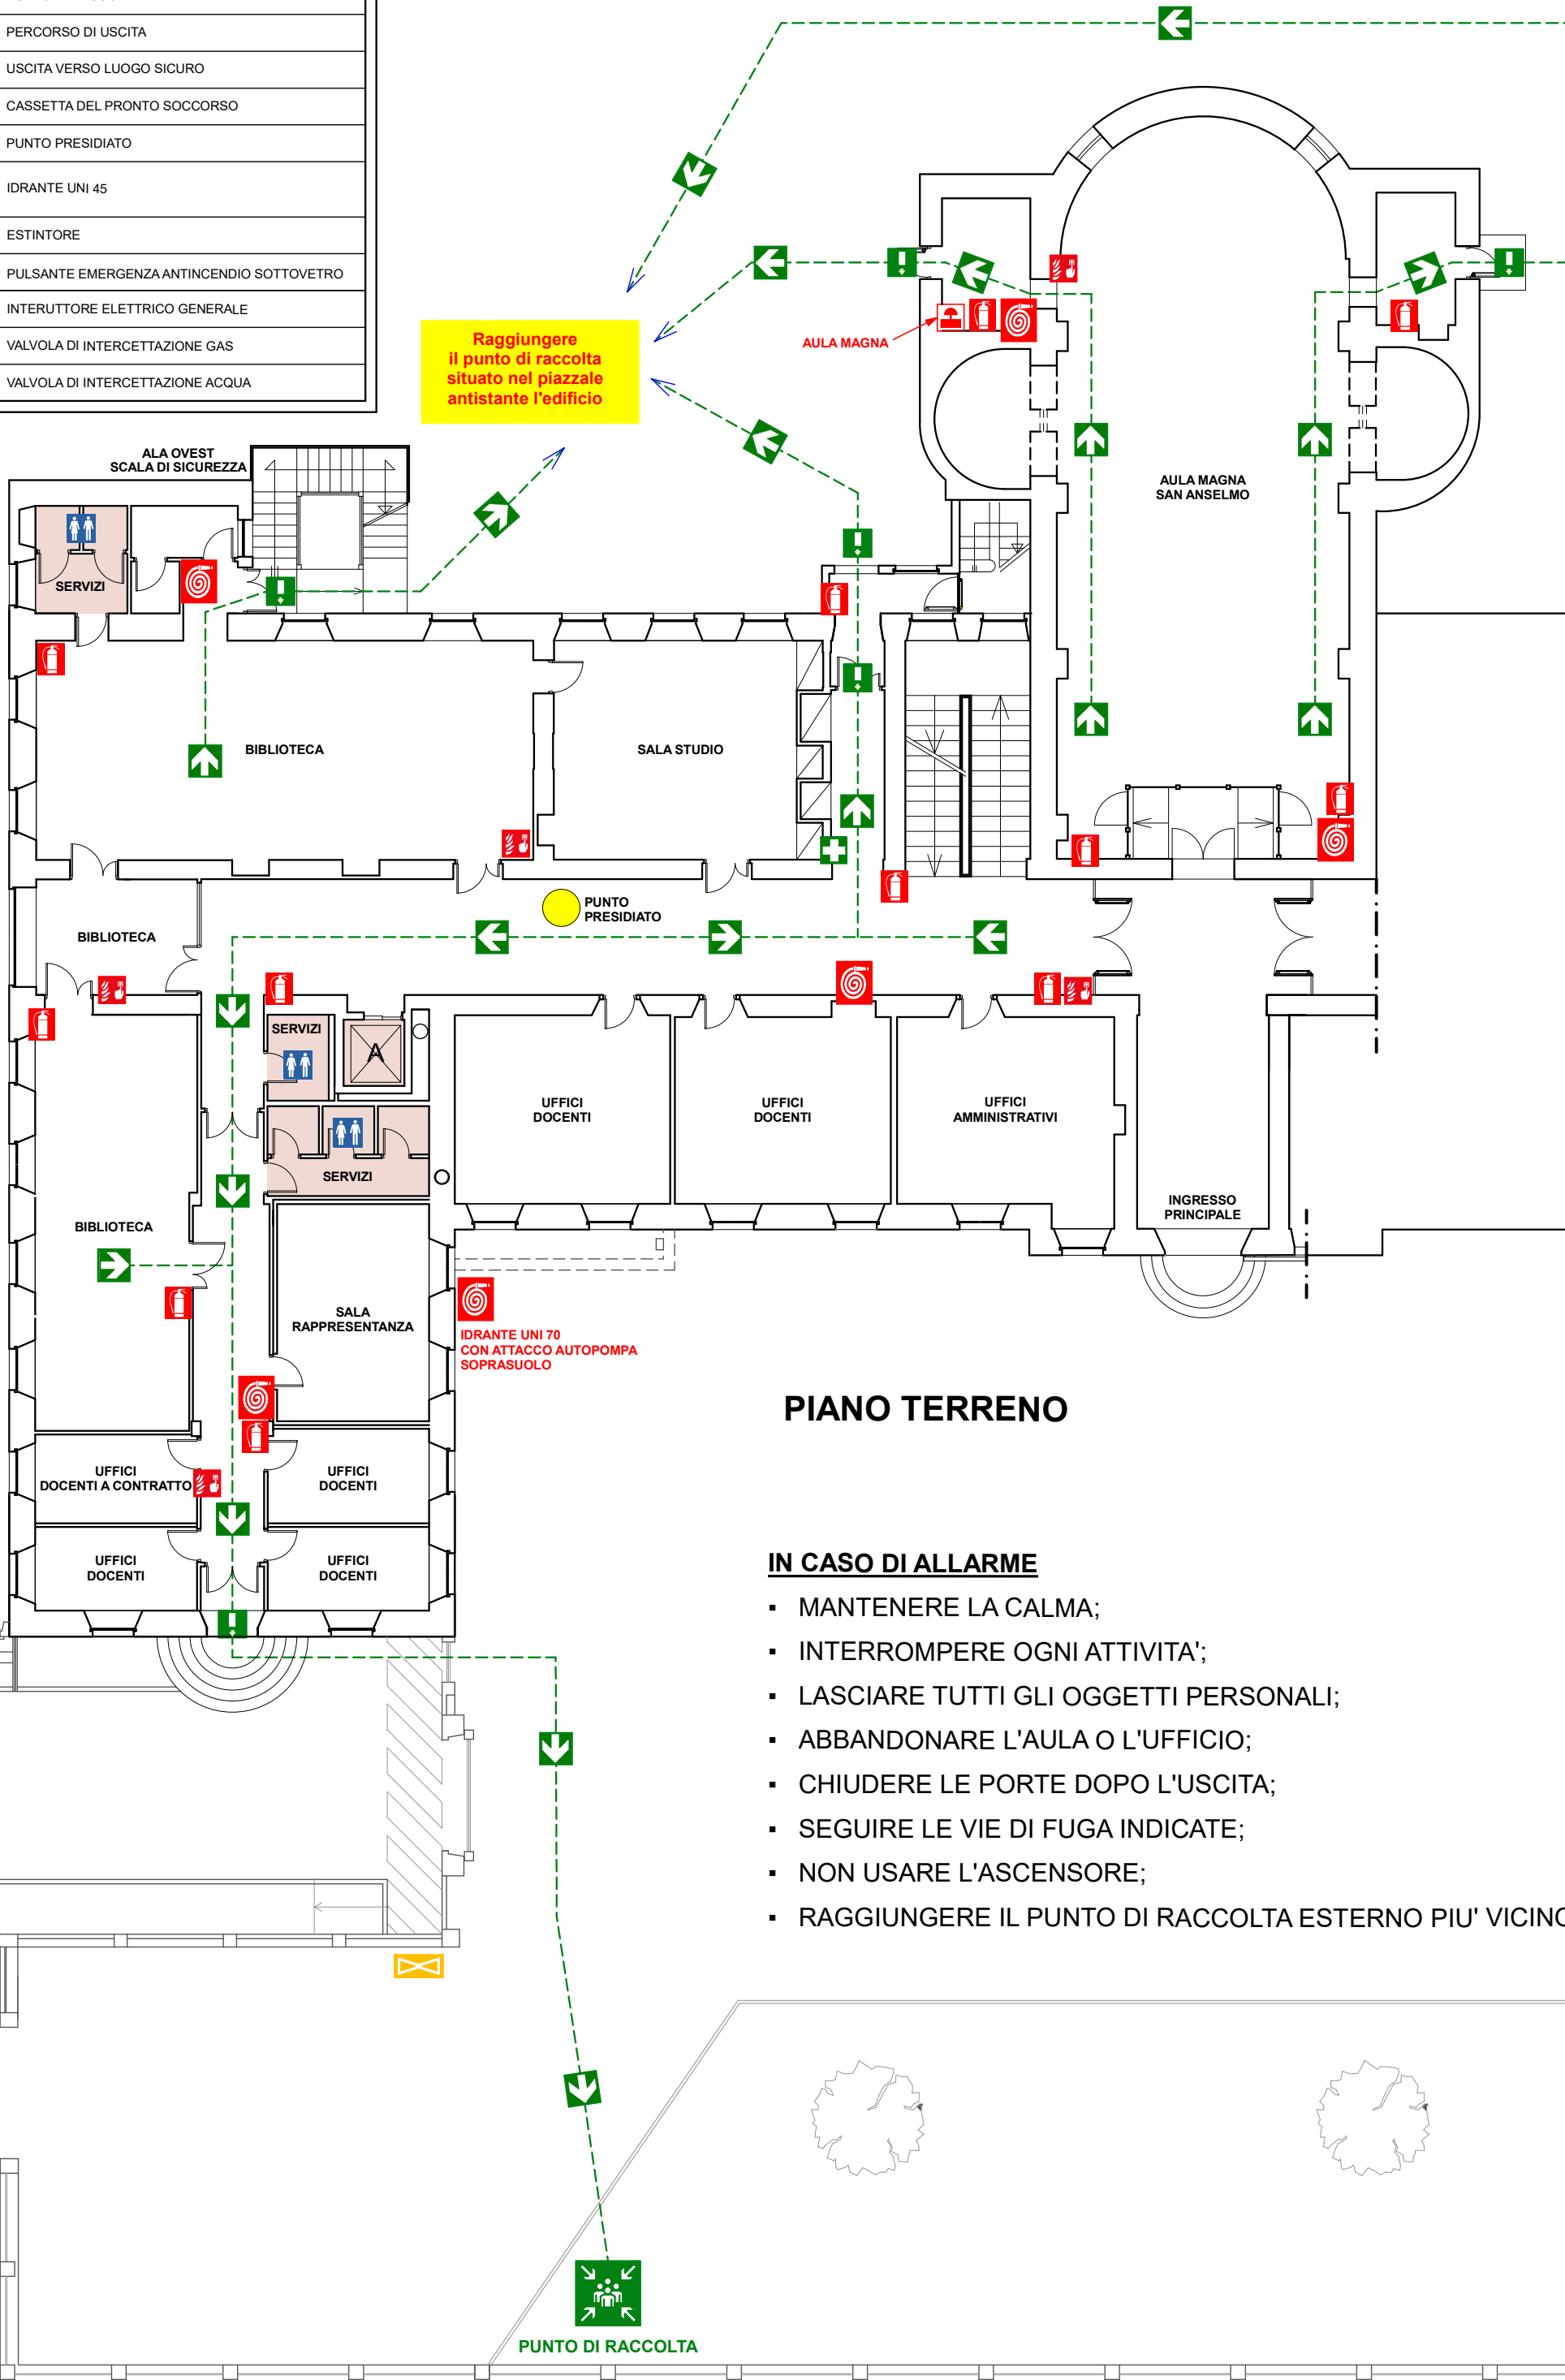 PERCORSO DI USCITA
USCITA VERSO LUOGO SICURO
CASSETTA DEL PRONTO SOCCORSO
PUNTO PRESIDIATO
IDRANTE UNI 45
ESTINTORE
PULSANTE EMERGENZA ANTINCENDIO SOTTOVETRO
INTERUTTORE ELETTRICO GENERALE
VALVOLA DI INTERCETTAZIONE GAS
VALVOLA DI INTERCETTAZIONE ACQUA
Raggiungere
il punto di raccolta
situato nel piazzale
antistante l'edificio
AULA MAGNA
ALA OVEST
SCALA DI SICUREZZA
AULA MAGNA
SAN ANSELMO
SERVIZI
BIBLIOTECA
SALA STUDIO
PUNTO
PRESIDIATO
BIBLIOTECA
SERVIZI
A
UFFICI
DOCENTI
UFFICI
DOCENTI
UFFICI
AMMINISTRATIVI
SERVIZI
INGRESSO
PRINCIPALE
BIBLIOTECA
SALA
RAPPRESENTANZA
IDRANTE UNI 70
CON ATTACCO AUTOPOMPA
SOPRASUOLO
PIANO TERRENO
UFFICI
DOCENTI A CONTRATTO
UFFICI
DOCENTI
UFFICI
DOCENTI
UFFICI
DOCENTI
IN CASO DI ALLARME
▪ MANTENERE LA CALMA;
▪ INTERROMPERE OGNI ATTIVITA';
▪ LASCIARE TUTTI GLI OGGETTI PERSONALI;
▪ ABBANDONARE L'AULA O L'UFFICIO;
▪ CHIUDERE LE PORTE DOPO L'USCITA;
▪ SEGUIRE LE VIE DI FUGA INDICATE;
▪ NON USARE L'ASCENSORE;
▪ RAGGIUNGERE IL PUNTO DI RACCOLTA ESTERNO PIU' VICINO
PUNTO DI RACCOLTA